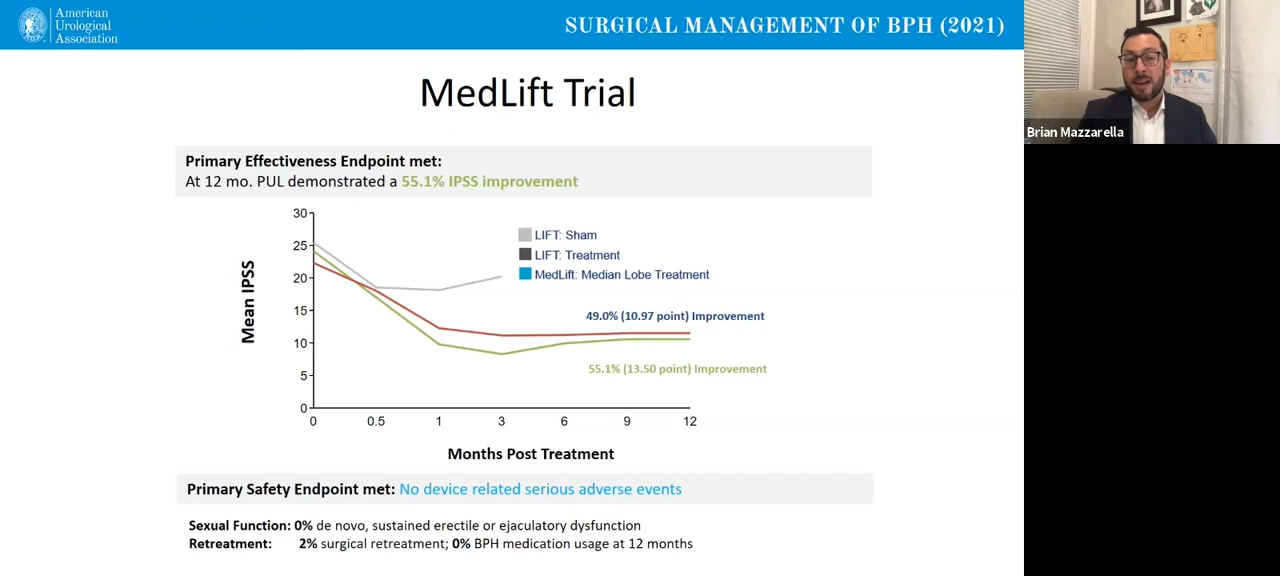 American
Urological
Association
SURGICAL MANAGEMENT OF BPH (2021)
Brian Mazzarella
MedLift Trial
Primary Effectiveness Endpoint met:
At 12 mo. PUL demonstrated a 55.1% IPSS improvement
30
25
20
15
10
5
0
Mean IPSS
LIFT: Sham
LIFT: Treatment
MedLift: Median Lobe Treatment
49.0% (10.97 point) Improvement
55.1% (13.50 point) Improvement
0 0.5 1 3 6 9 12
Months Post Treatment
Primary Safety Endpoint met: No device related serious adverse events
Sexual Function: 0% de novo, sustained erectile or ejaculatory dysfunction
Retreatment: 2% surgical retreatment; 0% BPH medication usage at 12 months